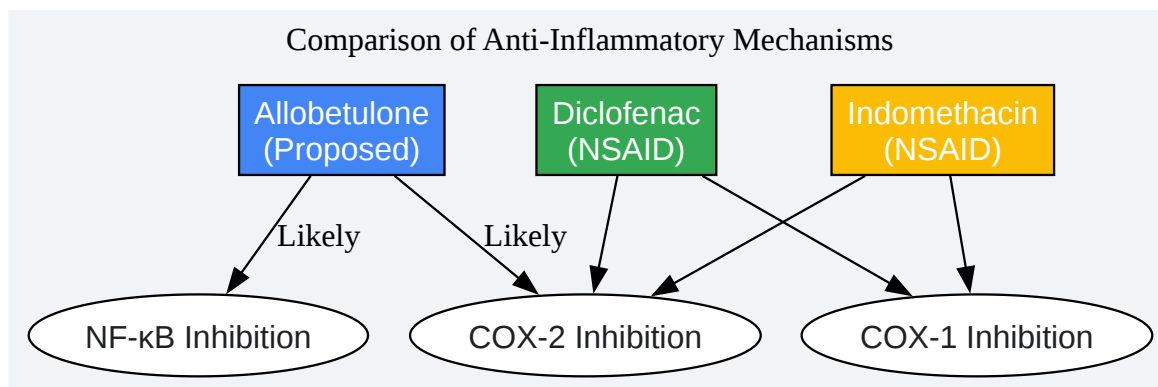 Comparison of Anti-Inflammatory Mechanisms
Allobetulone
(Proposed)
Diclofenac
(NSAID)
Indomethacin
(NSAID)
Likely
Likely
NF-κB Inhibition
COX-2 Inhibition
COX-1 Inhibition